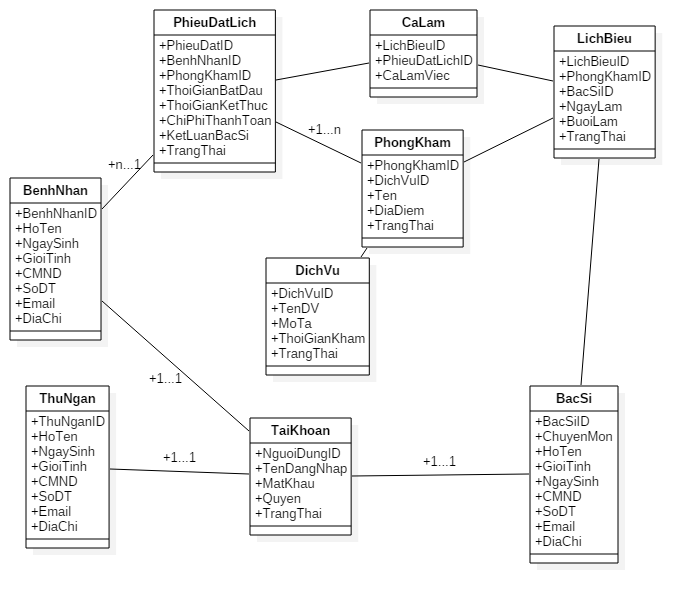 PhieuDatLich
+PhieuDatID
+BenhNhanID
+PhongKhamID
+ThoiGianBatDau
+ThoiGianKetThuc
+ChiPhiThanhToan
+KetLuanBacSi
+TrangThai
CaLam
+LichBieuID
+PhieuDatLichID
+CaLamViec
LichBieu
+LichBieuID
+PhongKhamID
+BacSiID
+NgayLam
+BuoiLam
+TrangThai
+1...n
PhongKham
+PhongKhamID
+DichVuID
+Ten
+DiaDiem
+TrangThai
+n...1
BenhNhan
+BenhNhanID
+HoTen
+NgaySinh
+GioiTinh
+CMND
+SoDT
+Email
+DiaChi
DichVu
+DichVuID
+TenDV
+MoTa
+ThoiGianKham
+TrangThai
+1...1
ThuNgan
+ThuNganID
+HoTen
+NgaySinh
+GioiTinh
+CMND
+SoDT
+Email
+DiaChi
+1...1
TaiKhoan
+NguoiDungID
+TenDangNhap
+MatKhau
+Quyen
+TrangThai
+1...1
BacSi
+BacSiID
+ChuyenMon
+HoTen
+GioiTinh
+NgaySinh
+CMND
+SoDT
+Email
+DiaChi